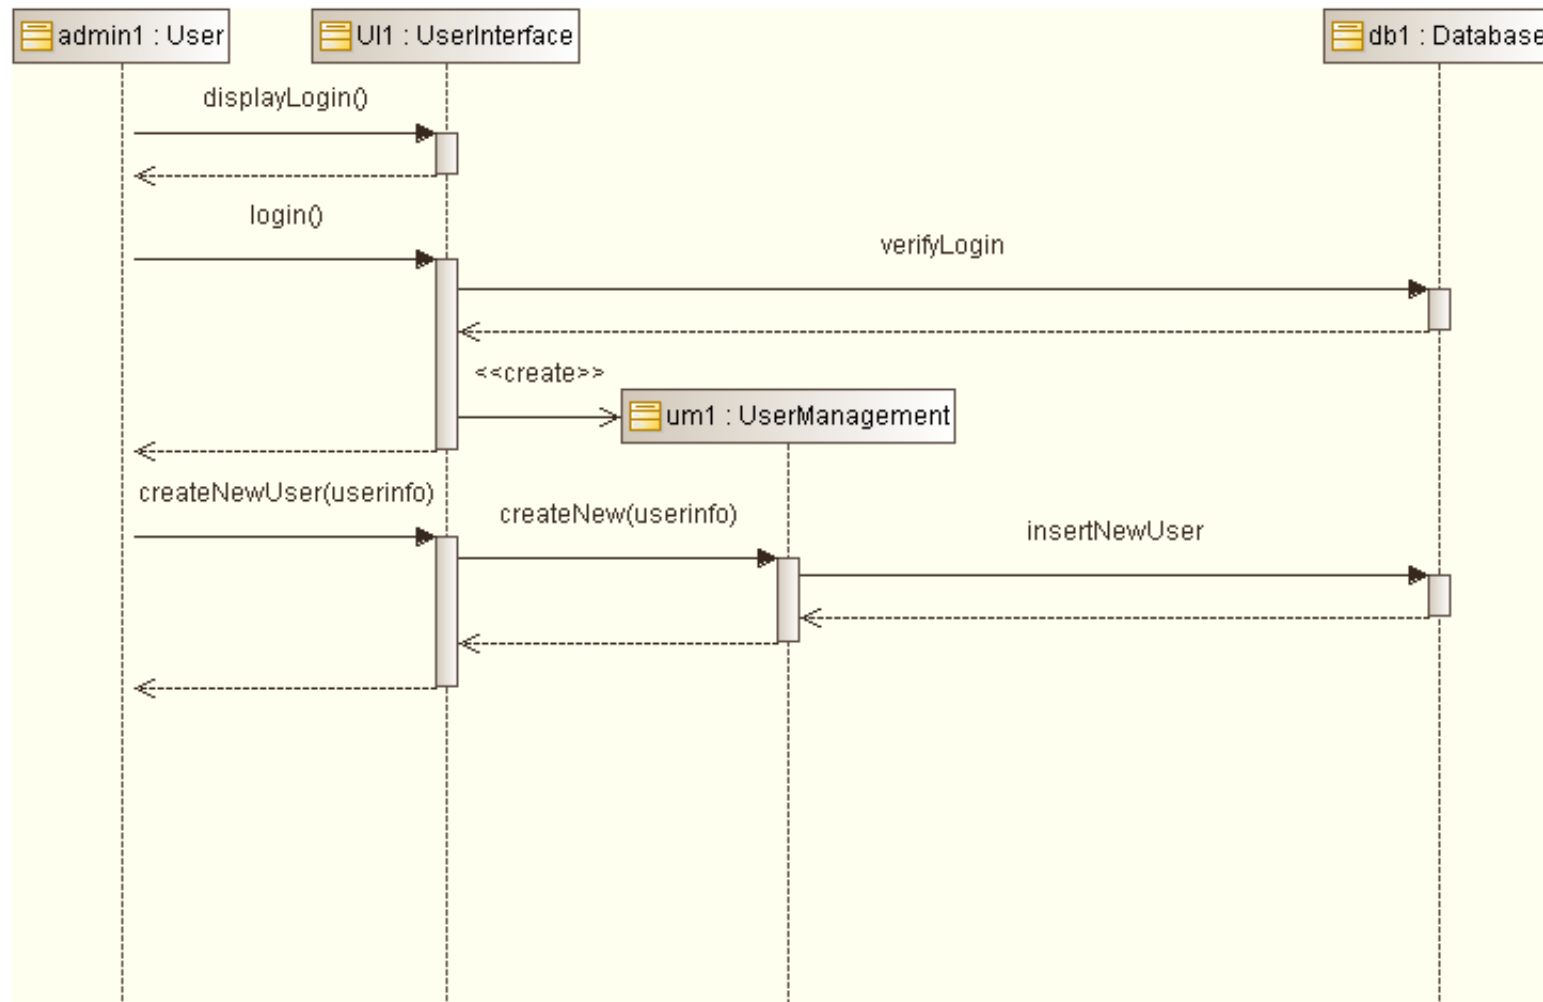 admin1 : User
UI1 : UserInterface
db1 : Database
displayLogin()
login()
verifyLogin
<<create>>
um1 : UserManagement
createNewUser(userinfo)
createNew(userinfo)
insertNewUser